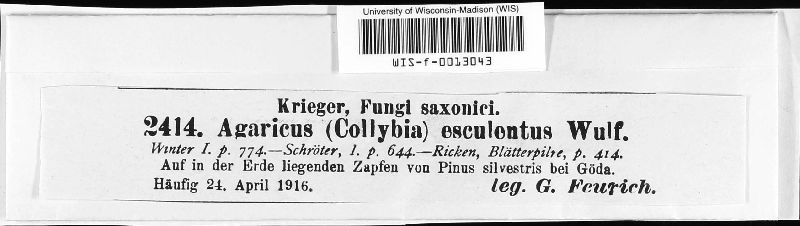 University of Wisconsin-Madison (WIS)
WIS-f-0013043
Krieger, Fungi saxonici.
2414. Agaricus (Collybia) esculontus Wulf.
Winter I. p. 774.—Schröter, I. p. 644.—Ricken, Blätterpilze, p. 414.
Auf in der Erde liegenden Zapfen von Pinus silvestris bei Göda.
Häufig 24. April 1916. leg. G. Feurich.